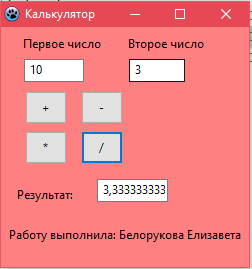 Калькулятор
Первое число Второе число
10 3
+ -
* /
Результат: 3,333333333
Работу выполнила: Белорукова Елизавета